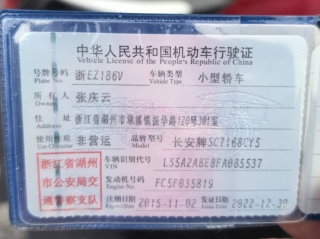 中华人民共和国机动车行驶证
Vehicle License of the People's Republic of China
号牌号码 浙EZ186V 车辆类型 小型轿车
Plate No. Vehicle Type
所有人 张庆云
Owner
住址 浙江省湖州市
Address
使用性质 非营运 品牌型号 长安牌SC7168CY5
Use Character Model
浙江省湖州
市公安局交
通警察支队
车辆识别代号 LS5A2ABE8FA085537
VIN
发动机号码 FC5F035819
Engine No.
注册日期 2015-11-02 发证日期 2022-12-30
Register Date Issue Date